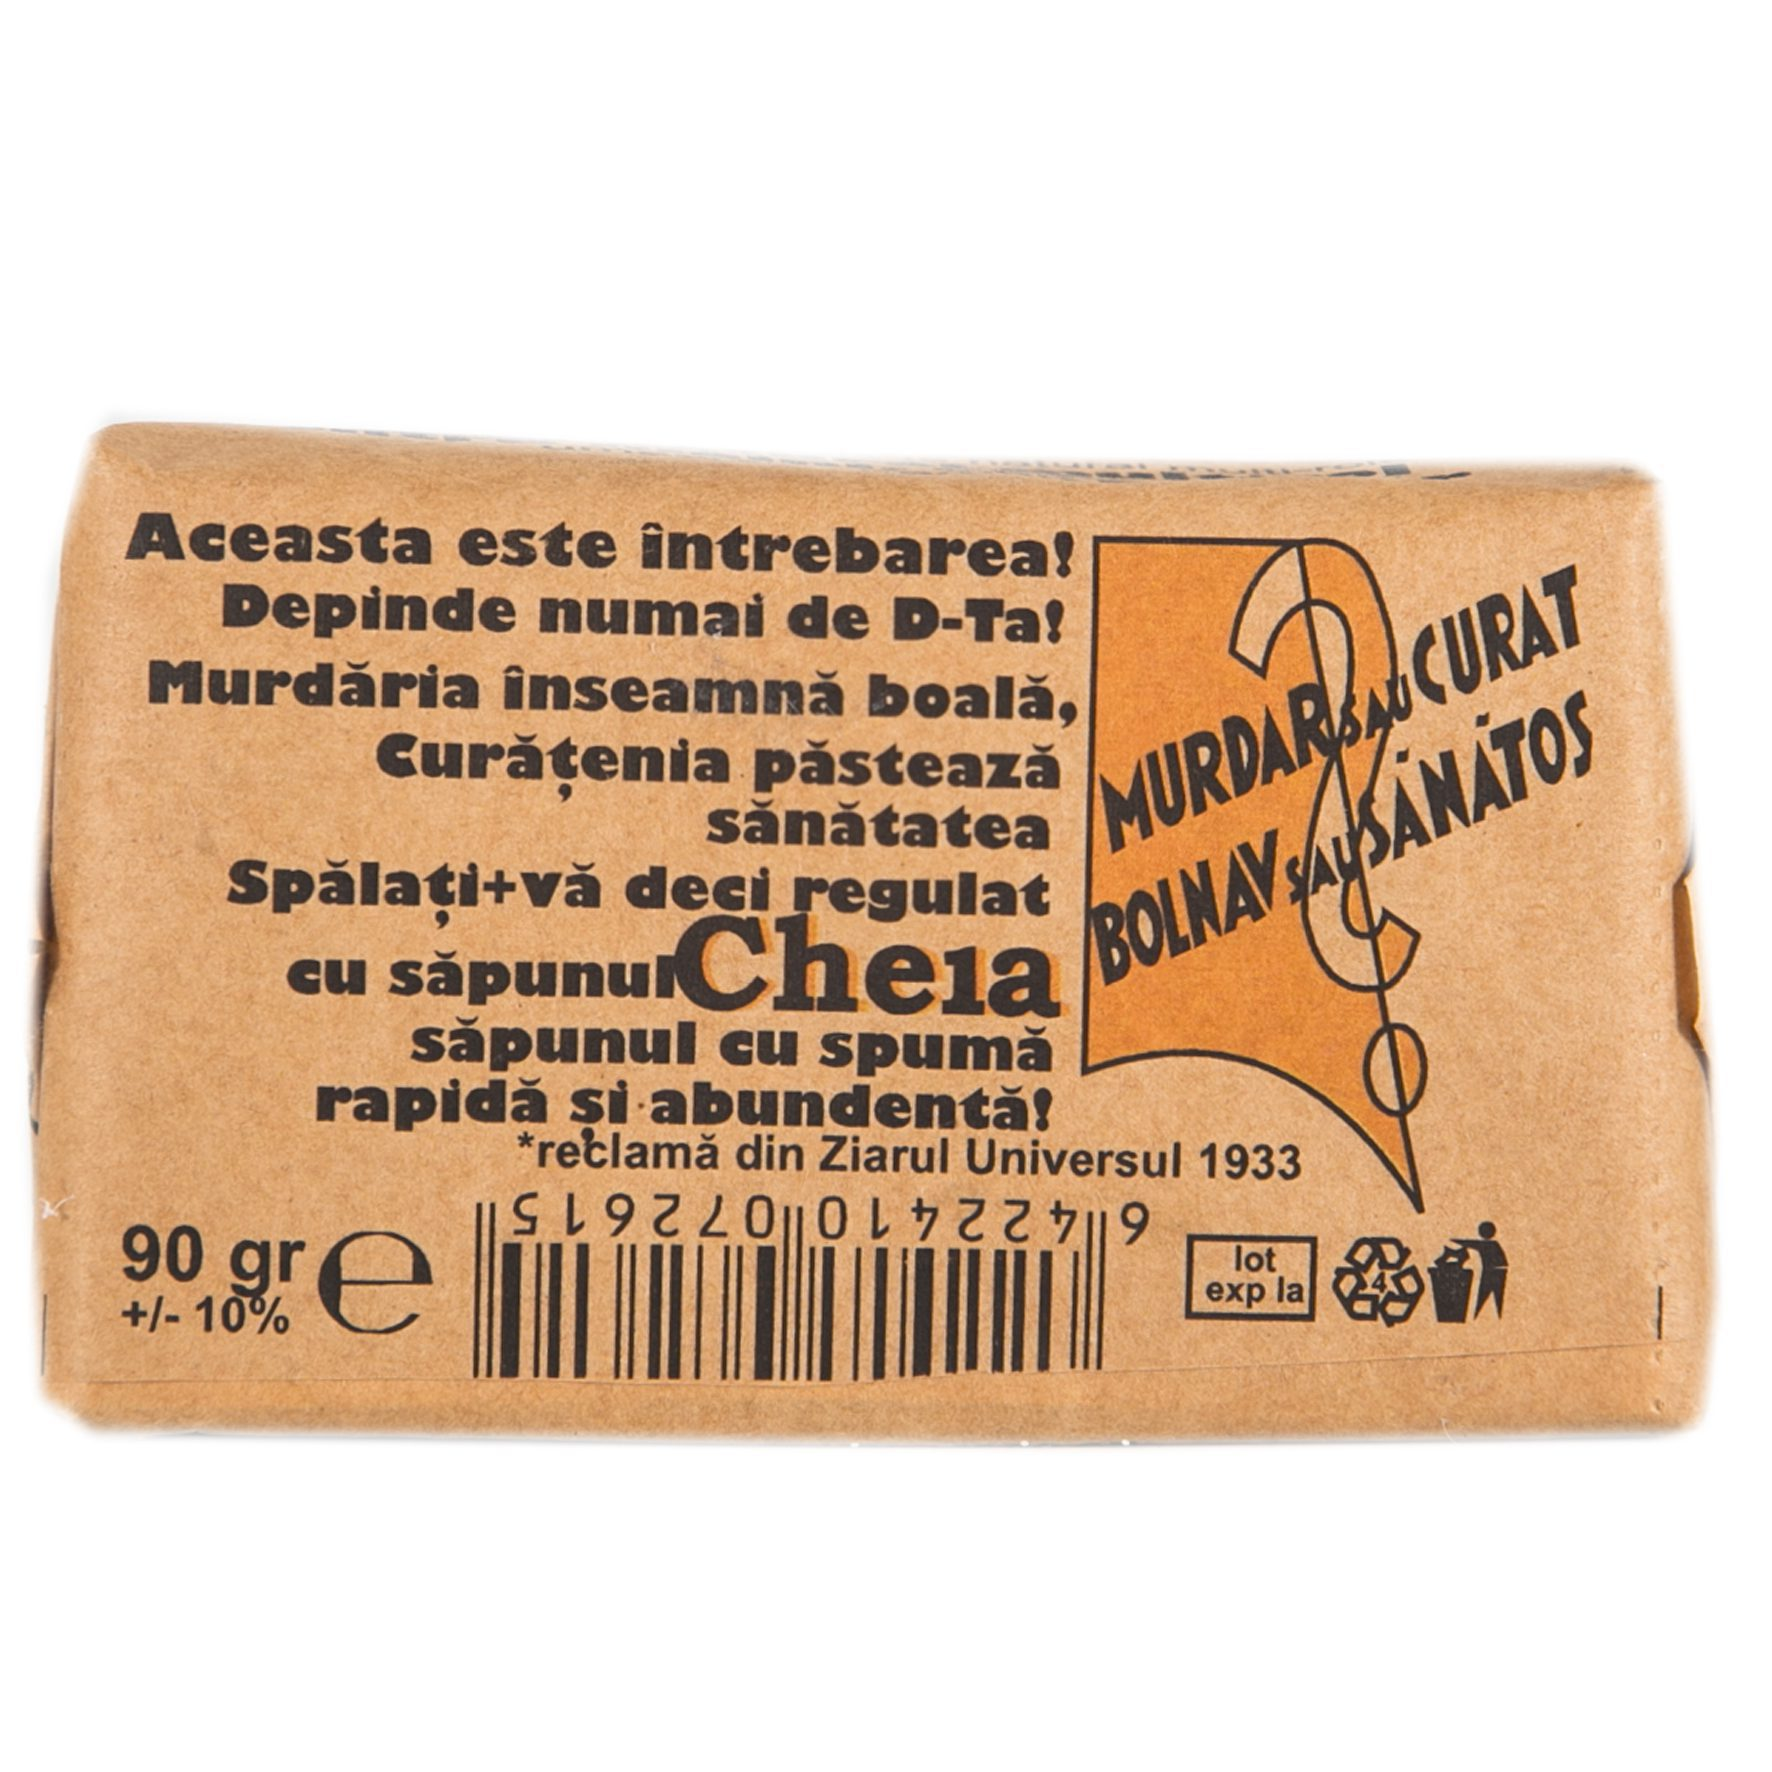 Aceasta este întrebarea!
Depinde numai de D-Ta!
Murdăria înseamnă boală,
Curățenia păstează
sănătatea
Spălați+vă deci regulat
cu săpunul Cheia
săpunul cu spumă
rapidă și abundentă!
*reclamă din Ziarul Universul 1933
MURDAR SAU CURAT
BOLNAV SAU SĂNĂTOS
90 gr e
+/- 10%
6 422410 072615
lot
exp la
4